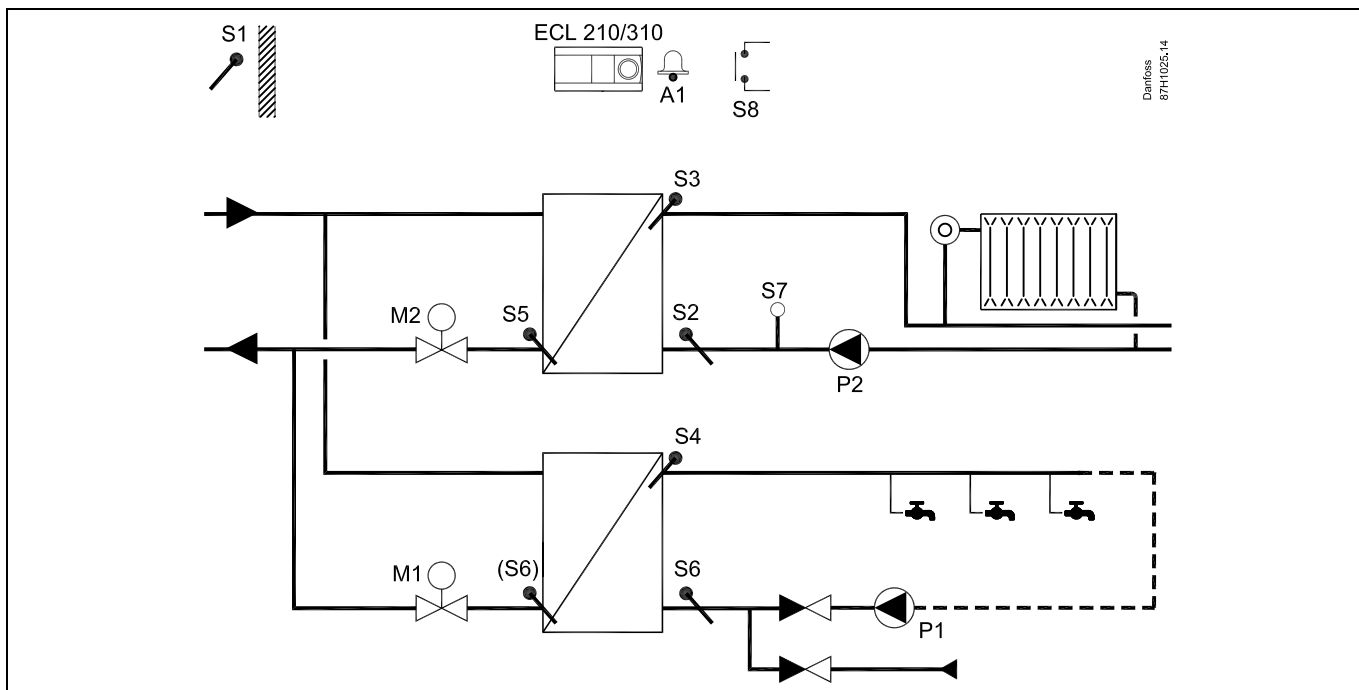 S1
ECL 210/310
A1
S8
Danfoss
87H1025.14
S3
M2
S5
S2
S7
P2
S4
M1
(S6)
S6
P1